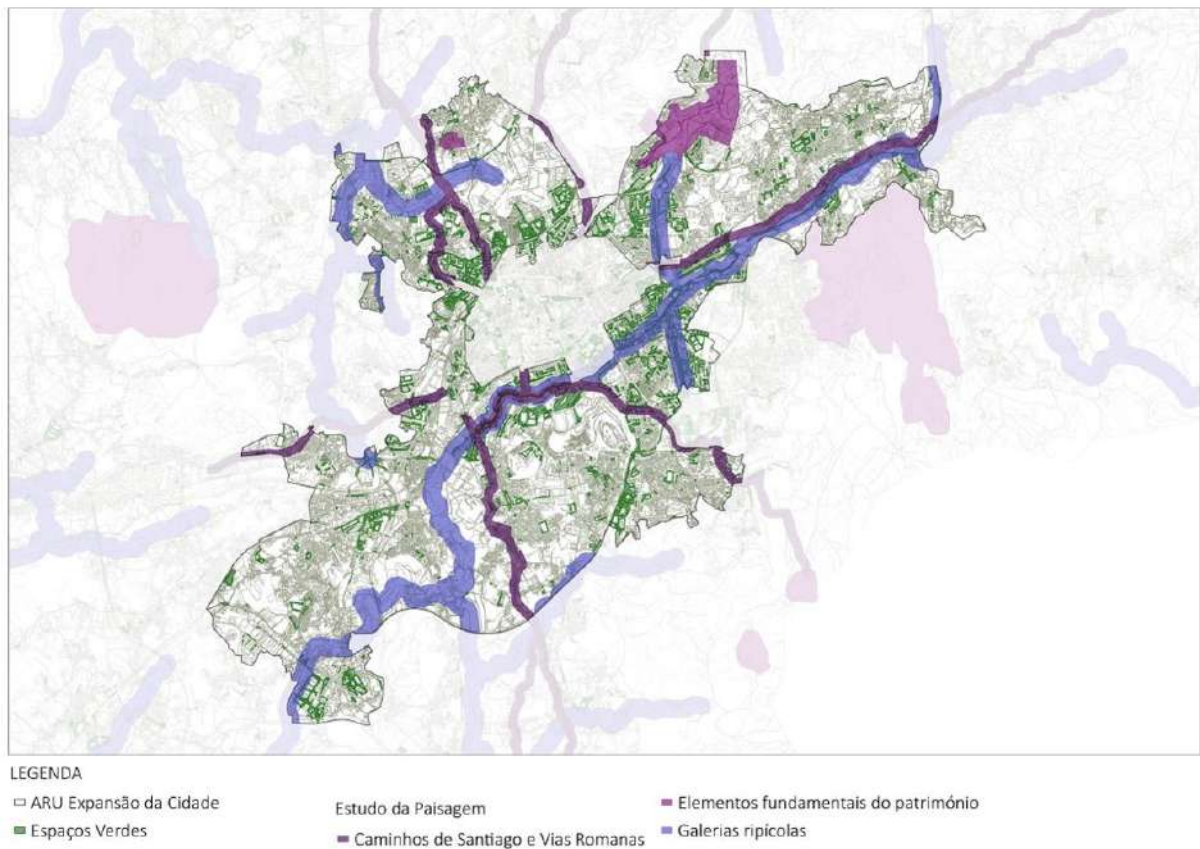 LEGENDA
ARU Expansão da Cidade
Espaços Verdes
Estudo da Paisagem
Caminhos de Santiago e Vias Romanas
Elementos fundamentais do património
Galerias ripícolas